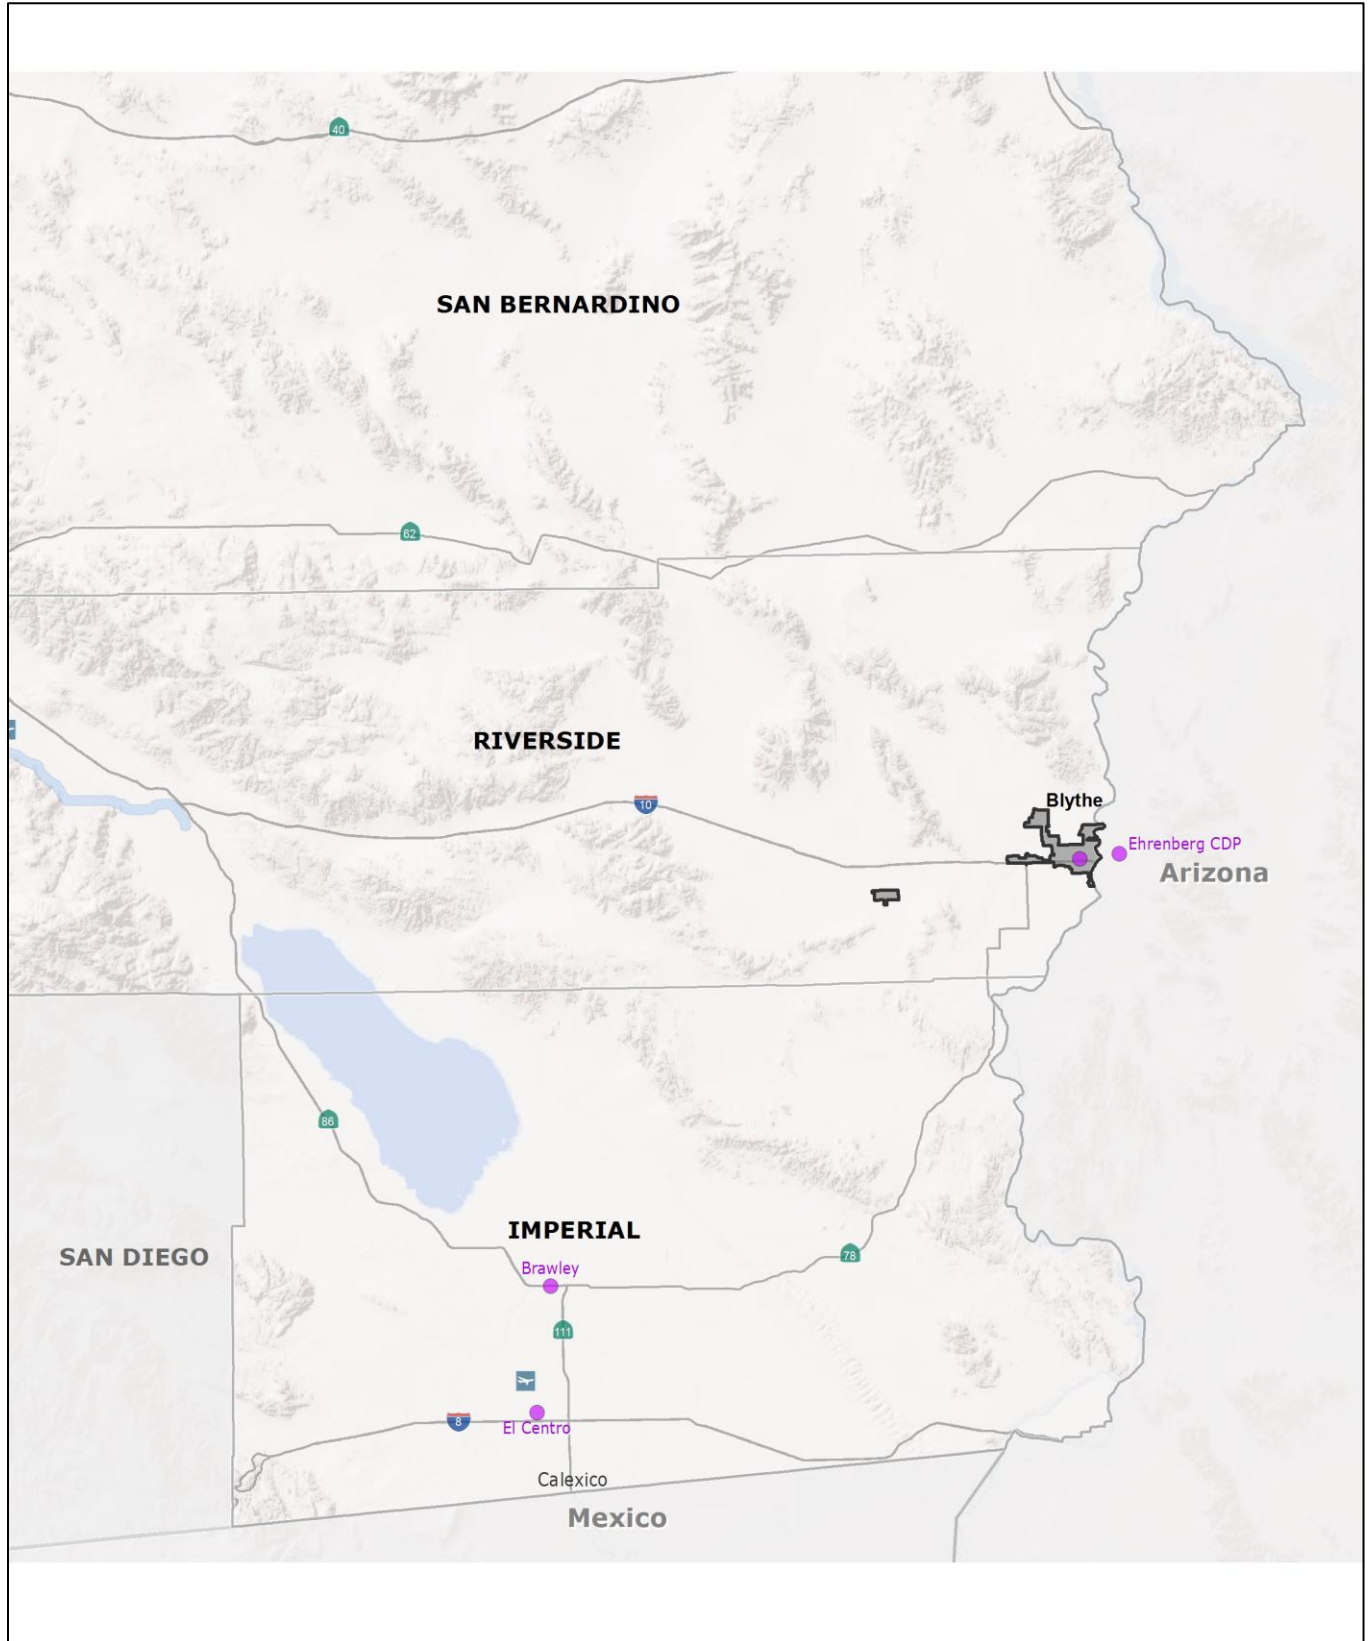 40
SAN BERNARDINO
62
RIVERSIDE
10
Blythe
Ehrenberg CDP
Arizona
86
IMPERIAL
SAN DIEGO
78
Brawley
111
8
El Centro
Calexico
Mexico